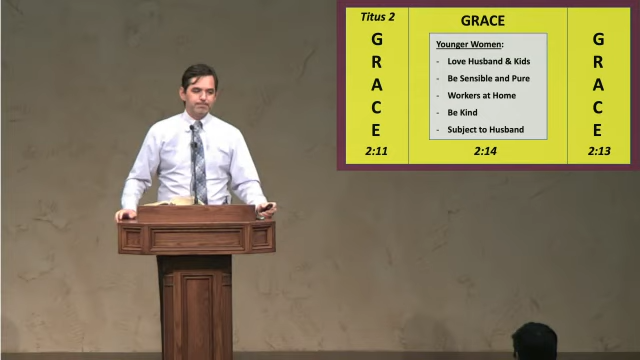 Titus 2
GRACE
G
R
A
C
E
2:11
Younger Women:
- Love Husband & Kids
- Be Sensible and Pure
- Workers at Home
- Be Kind
- Subject to Husband
2:14
G
R
A
C
E
2:13